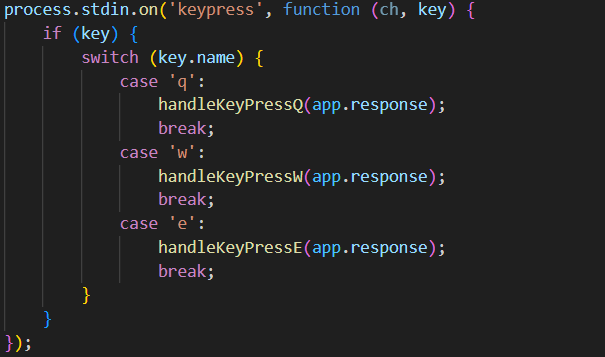 process.stdin.on('keypress', function (ch, key) {
    if (key) {
        switch (key.name) {
            case 'q':
                handleKeyPressQ(app.response);
                break;
            case 'w':
                handleKeyPressW(app.response);
                break;
            case 'e':
                handleKeyPressE(app.response);
                break;
        }
    }
});